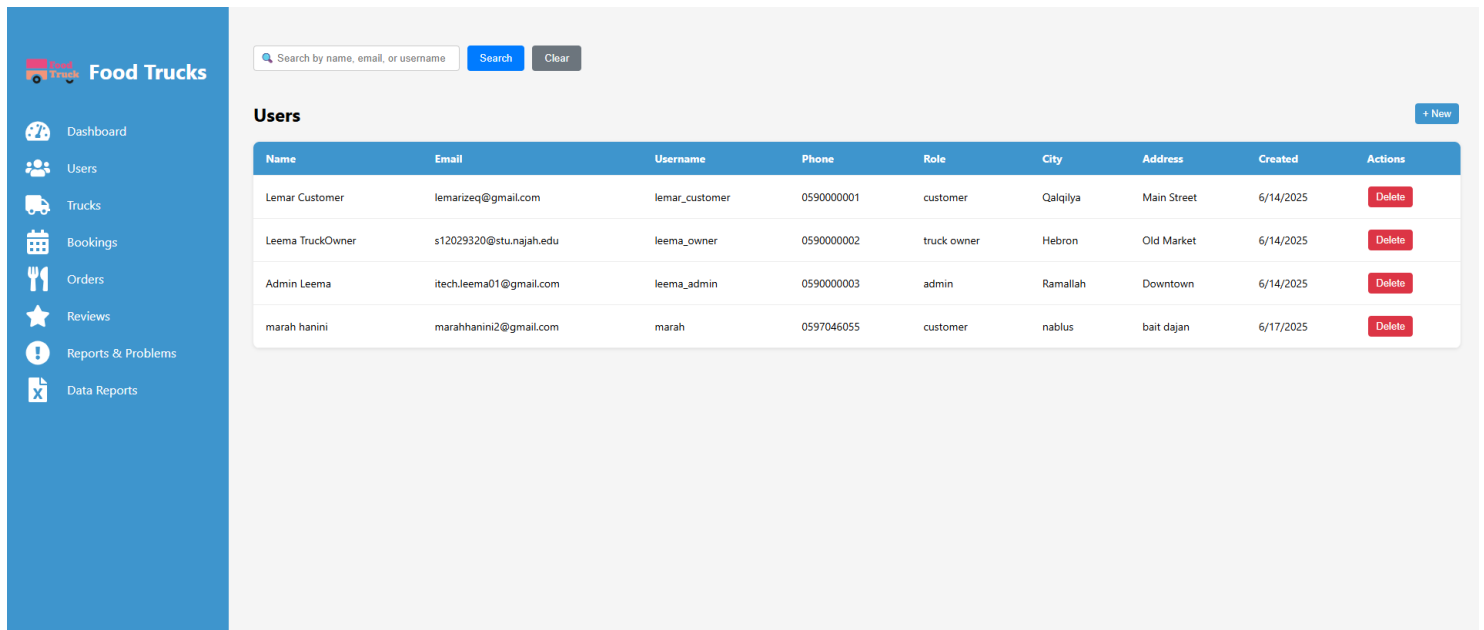 Food
Truck
Food Trucks
Dashboard
Users
Trucks
Bookings
Orders
Reviews
Reports & Problems
Data Reports
Search by name, email, or username Search Clear
Users + New
Name Email Username Phone Role City Address Created Actions
Lemar Customer lemarizeq@gmail.com lemar_customer 0590000001 customer Qalqilya Main Street 6/14/2025 Delete
Leema TruckOwner s12029320@stu.najah.edu leema_owner 0590000002 truck owner Hebron Old Market 6/14/2025 Delete
Admin Leema itech.leema01@gmail.com leema_admin 0590000003 admin Ramallah Downtown 6/14/2025 Delete
marah hanini marahhanini2@gmail.com marah 0597046055 customer nablus bait dajan 6/17/2025 Delete